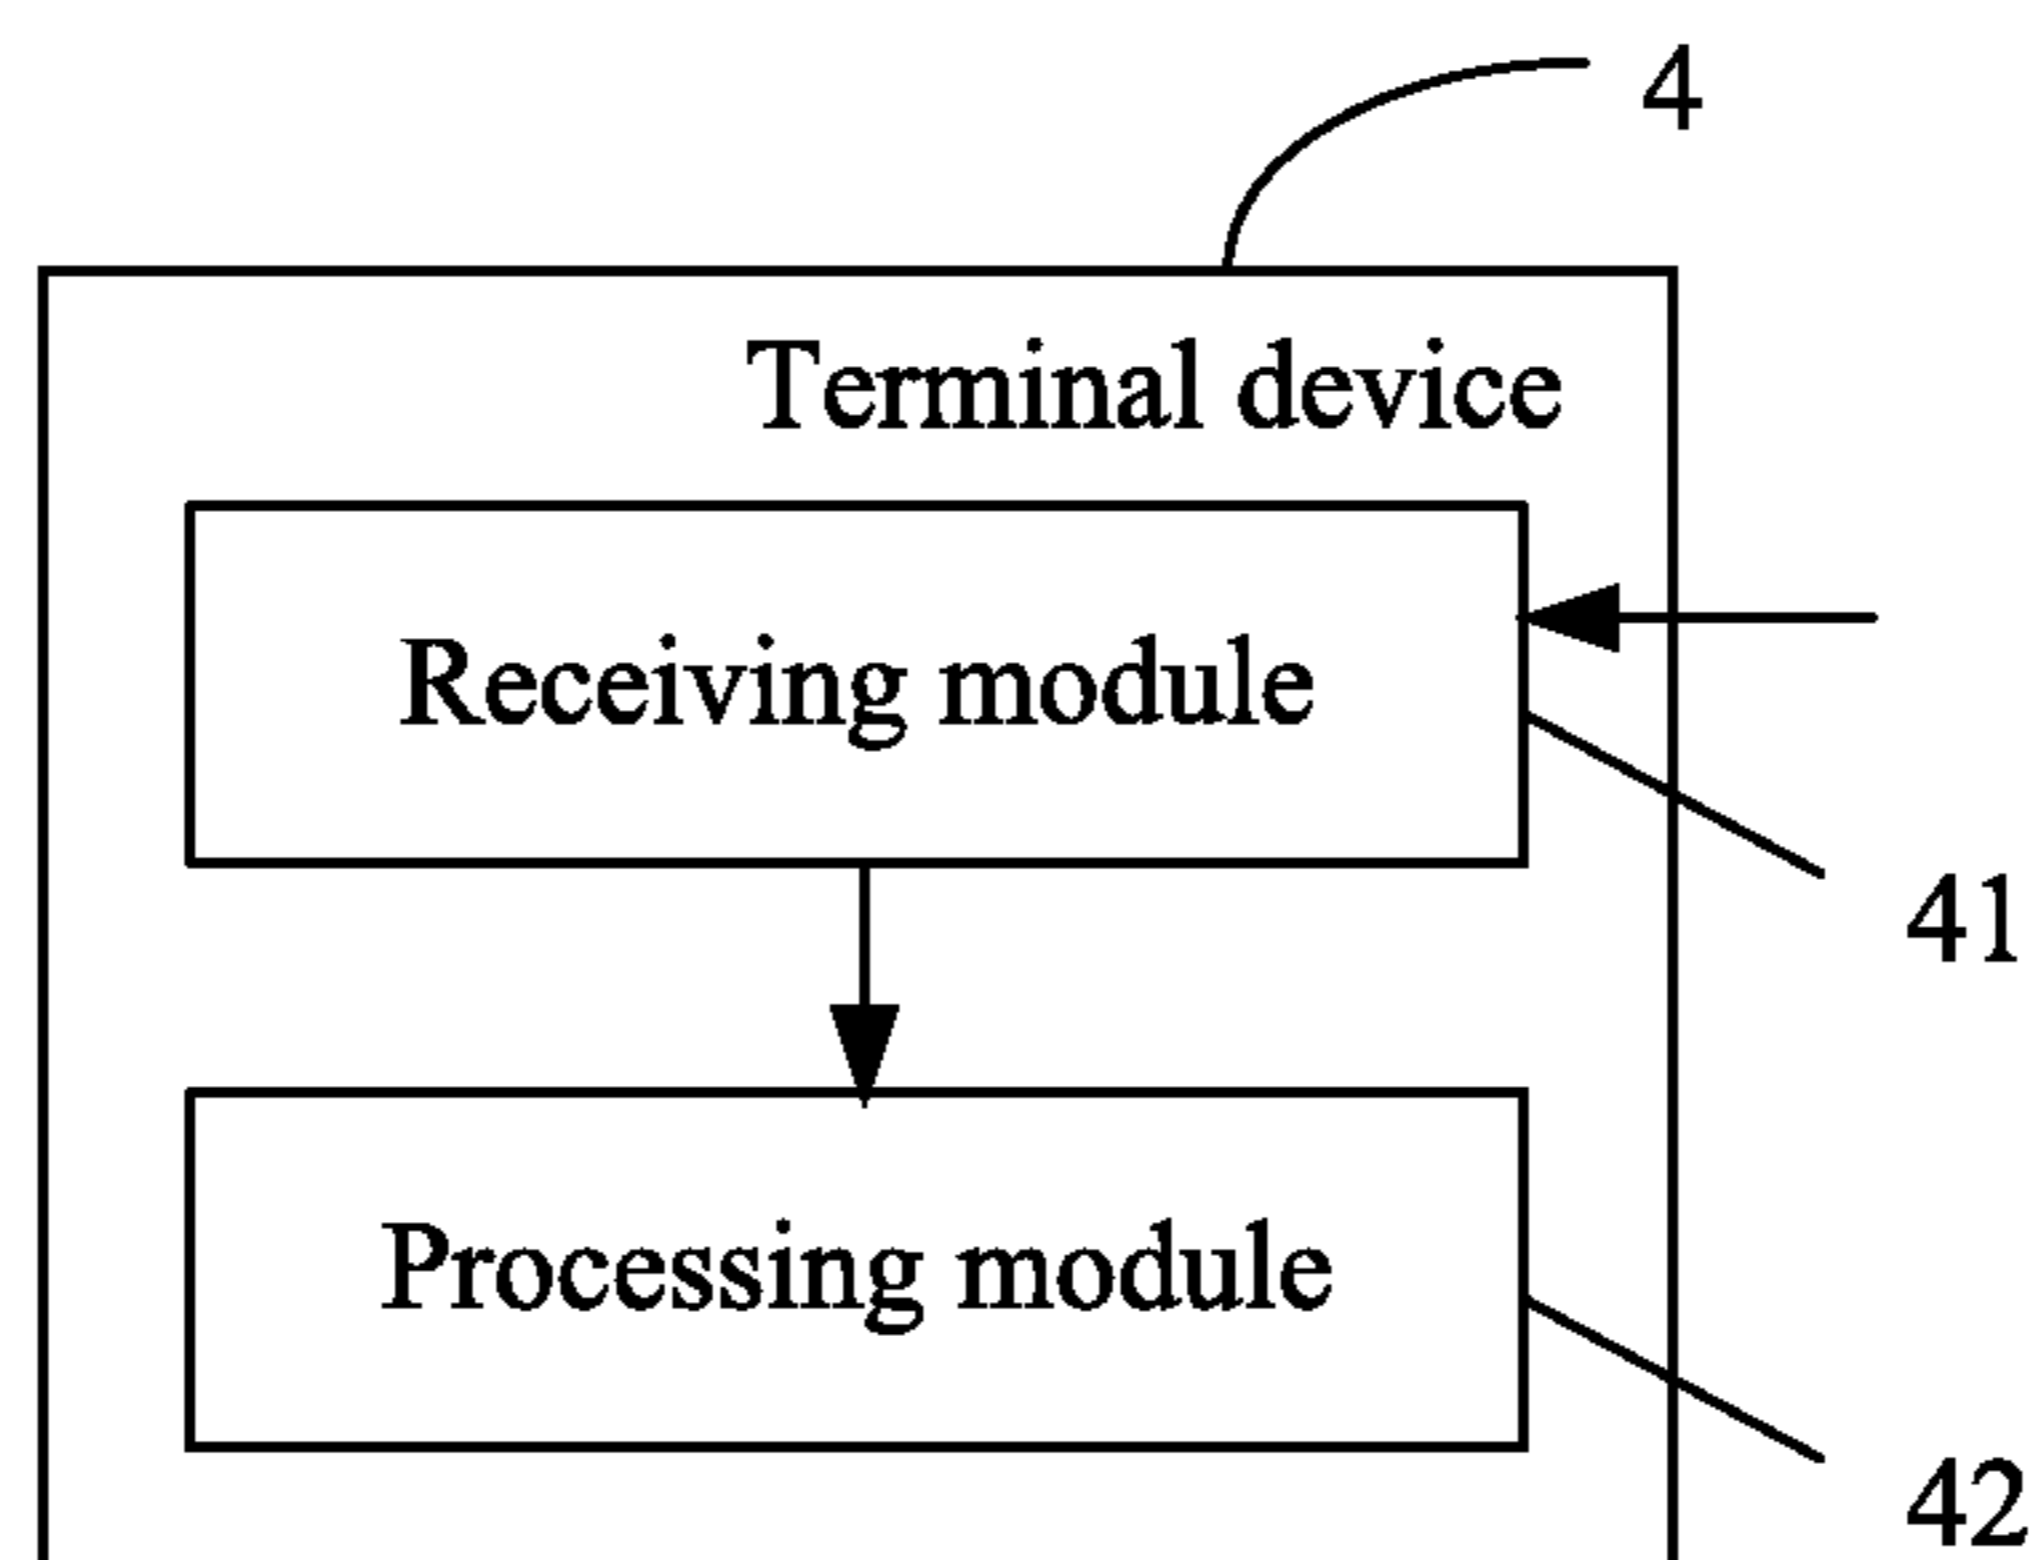 4
Terminal device
Receiving module
41
Processing module
42